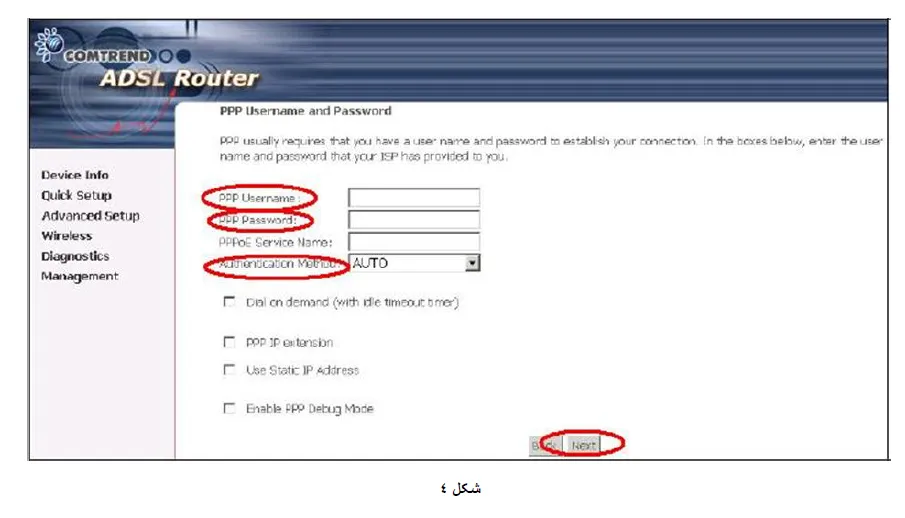 COMTREND
ADSL Router
PPP Username and Password
PPP usually requires that you have a user name and password to establish your connection. In the boxes below, enter the user
name and password that your ISP has provided to you.
Device Info
Quick Setup
Advanced Setup
Wireless
Diagnostics
Management
PPP Username:
PPP Password:
PPPoE Service Name:
Authentication Method: AUTO
Dial on demand (with idle timeout timer)
PPP IP extension
Use Static IP Address
Enable PPP Debug Mode
Back Next
شكل ٤